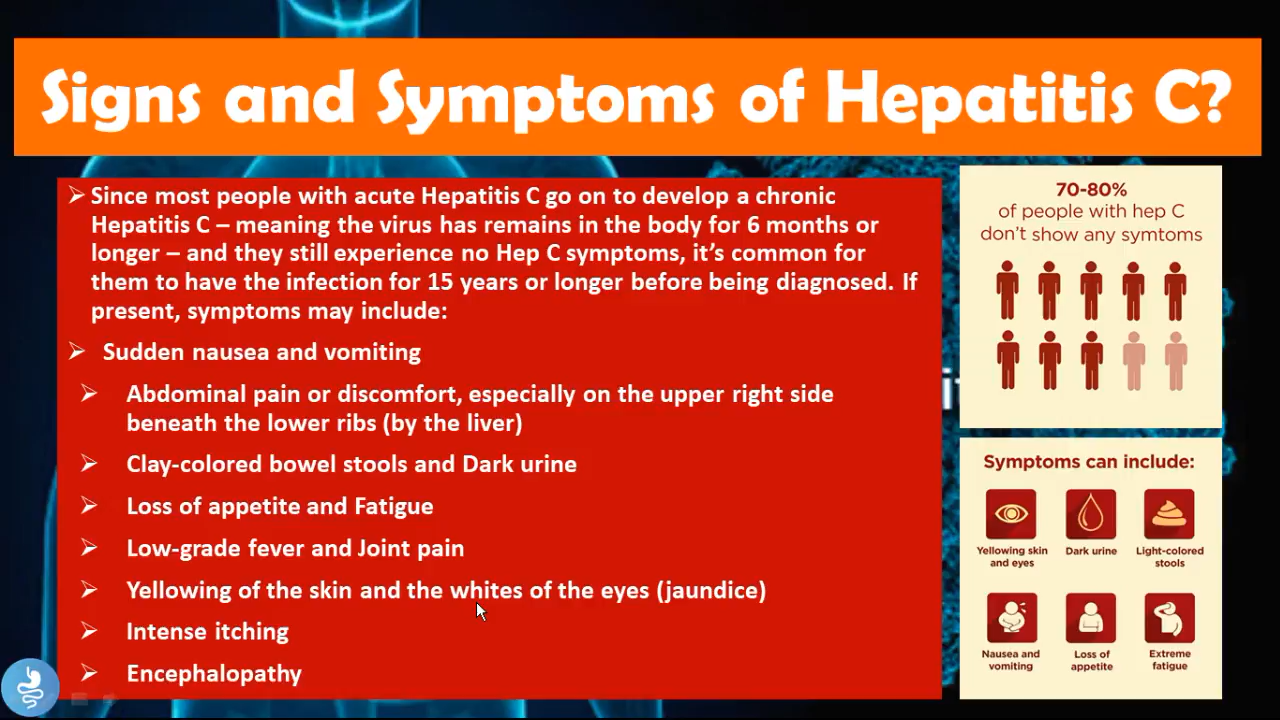 Signs and Symptoms of Hepatitis C?
Since most people with acute Hepatitis C go on to develop a chronic
Hepatitis C – meaning the virus has remains in the body for 6 months or
longer – and they still experience no Hep C symptoms, it's common for
them to have the infection for 15 years or longer before being diagnosed. If
present, symptoms may include:
Sudden nausea and vomiting
Abdominal pain or discomfort, especially on the upper right side
beneath the lower ribs (by the liver)
Clay-colored bowel stools and Dark urine
Loss of appetite and Fatigue
Low-grade fever and Joint pain
Yellowing of the skin and the whites of the eyes (jaundice)
Intense itching
Encephalopathy
70-80%
of people with hep C
don't show any symtoms
Symptoms can include:
Yellowing skin
and eyes
Dark urine
Light-colored
stools
Nausea and
vomiting
Loss of
appetite
Extreme
fatigue